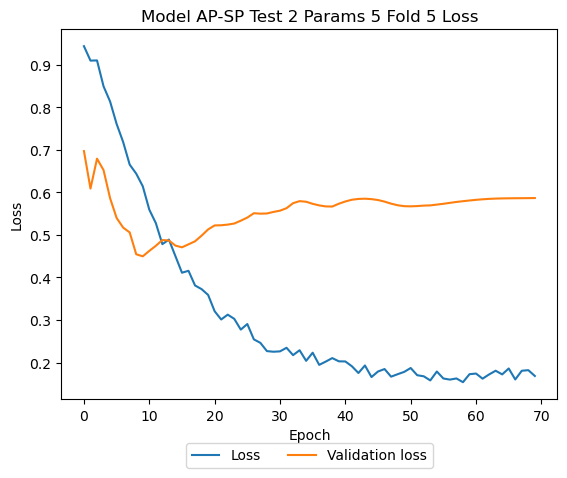 Model AP-SP Test 2 Params 5 Fold 5 Loss
0.9
0.8
0.7
0.6
0.5
0.4
0.3
0.2
Loss
0 10 20 30 40 50 60 70
Epoch
Loss Validation loss